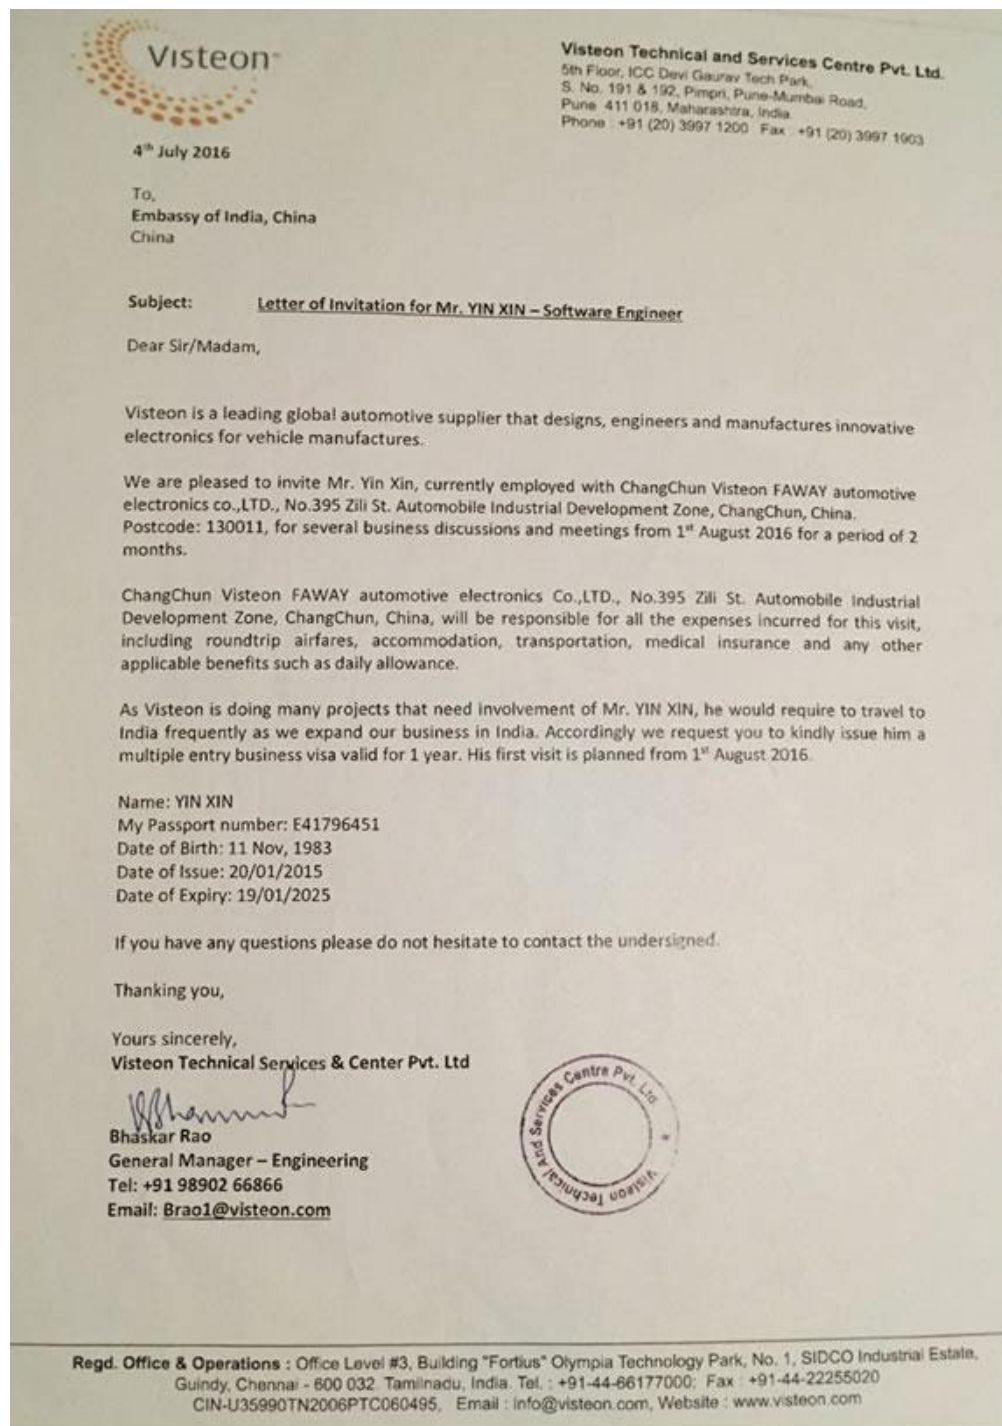 Visteon
Visteon Technical and Services Centre Pvt. Ltd.
5th Floor, ICC Devi Gaurav Tech Park,
S. No. 191 & 192, Pimpri, Pune-Mumbai Road,
Pune 411 018, Maharashtra, India
Phone : +91 (20) 3997 1200 Fax : +91 (20) 3997 1903
4th July 2016
To,
Embassy of India, China
China
Subject: Letter of Invitation for Mr. YIN XIN – Software Engineer
Dear Sir/Madam,
Visteon is a leading global automotive supplier that designs, engineers and manufactures innovative
electronics for vehicle manufactures.
We are pleased to invite Mr. Yin Xin, currently employed with ChangChun Visteon FAWAY automotive
electronics co.,LTD., No.395 Zili St. Automobile Industrial Development Zone, ChangChun, China.
Postcode: 130011, for several business discussions and meetings from 1st August 2016 for a period of 2
months.
ChangChun Visteon FAWAY automotive electronics Co.,LTD., No.395 Zili St. Automobile Industrial
Development Zone, ChangChun, China, will be responsible for all the expenses incurred for this visit,
including roundtrip airfares, accommodation, transportation, medical insurance and any other
applicable benefits such as daily allowance.
As Visteon is doing many projects that need involvement of Mr. YIN XIN, he would require to travel to
India frequently as we expand our business in India. Accordingly we request you to kindly issue him a
multiple entry business visa valid for 1 year. His first visit is planned from 1st August 2016.
Name: YIN XIN
My Passport number: E41796451
Date of Birth: 11 Nov, 1983
Date of Issue: 20/01/2015
Date of Expiry: 19/01/2025
If you have any questions please do not hesitate to contact the undersigned.
Thanking you,
Yours sincerely,
Visteon Technical Services & Center Pvt. Ltd
Bhaskar Rao
General Manager – Engineering
Tel: +91 98902 66866
Email: Brao1@visteon.com
Visteon Technical And Services Centre Pvt. Ltd
Regd. Office & Operations : Office Level #3, Building "Fortius" Olympia Technology Park, No. 1, SIDCO Industrial Estate,
Guindy, Chennai - 600 032. Tamilnadu, India. Tel. : +91-44-66177000; Fax : +91-44-22255020
CIN-U35990TN2006PTC060495, Email : info@visteon.com, Website : www.visteon.com